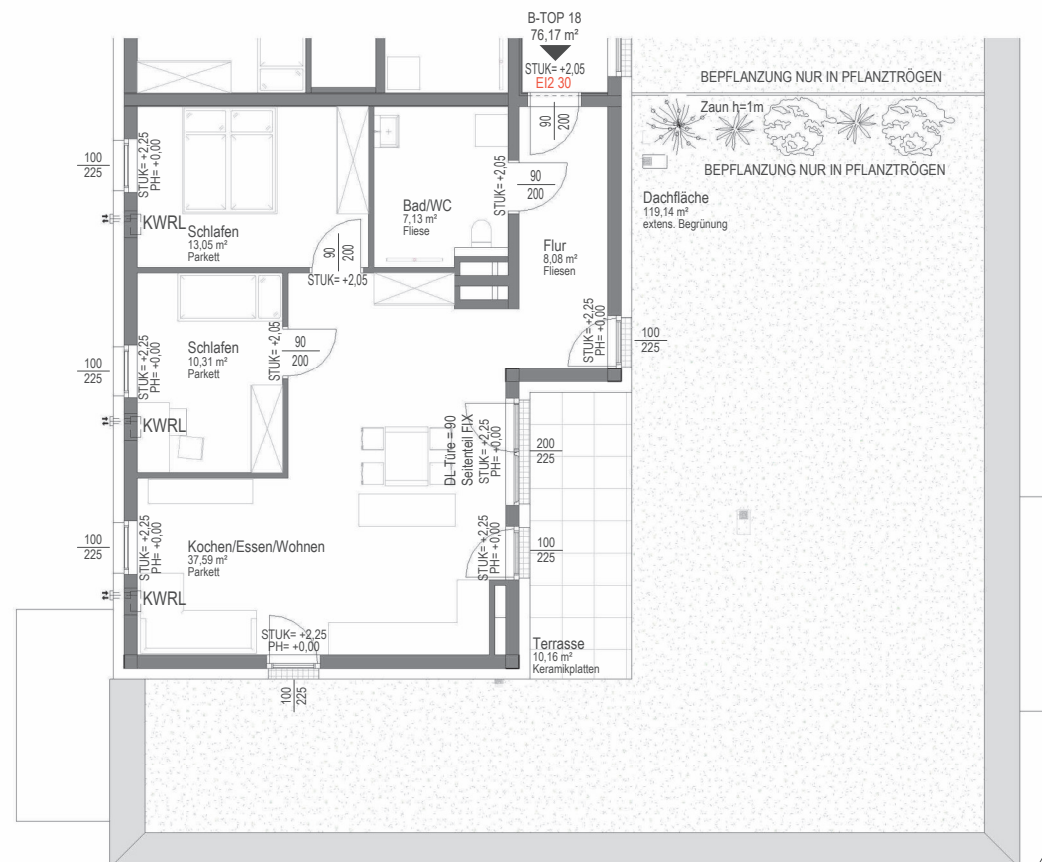 B-TOP 18
76,17 m²
STUK= +2,05
EI2 30
90
200
BEPFLANZUNG NUR IN PFLANZTRÖGEN
Zaun h=1m
BEPFLANZUNG NUR IN PFLANZTRÖGEN
Dachfläche
119,14 m²
extens. Begrünung
100
225
STUK= +2,25
PH= +0,00
KWRL
Schlafen
13,05 m²
Parkett
90
200
STUK= +2,05
Bad/WC
7,13 m²
Fliese
STUK= +2,05
90
200
Flur
8,08 m²
Fliesen
STUK= +2,25
PH= +0,00
100
225
100
225
STUK= +2,25
PH= +0,00
KWRL
Schlafen
10,31 m²
Parkett
STUK= +2,05
90
200
DL Türe = 90
Seitenteil FIX
STUK= +2,25
PH= +0,00
200
225
100
225
STUK= +2,25
PH= +0,00
KWRL
Kochen/Essen/Wohnen
37,59 m²
Parkett
STUK= +2,25
PH= +0,00
100
225
STUK= +2,25
PH= +0,00
100
225
Terrasse
10,16 m²
Keramikplatten